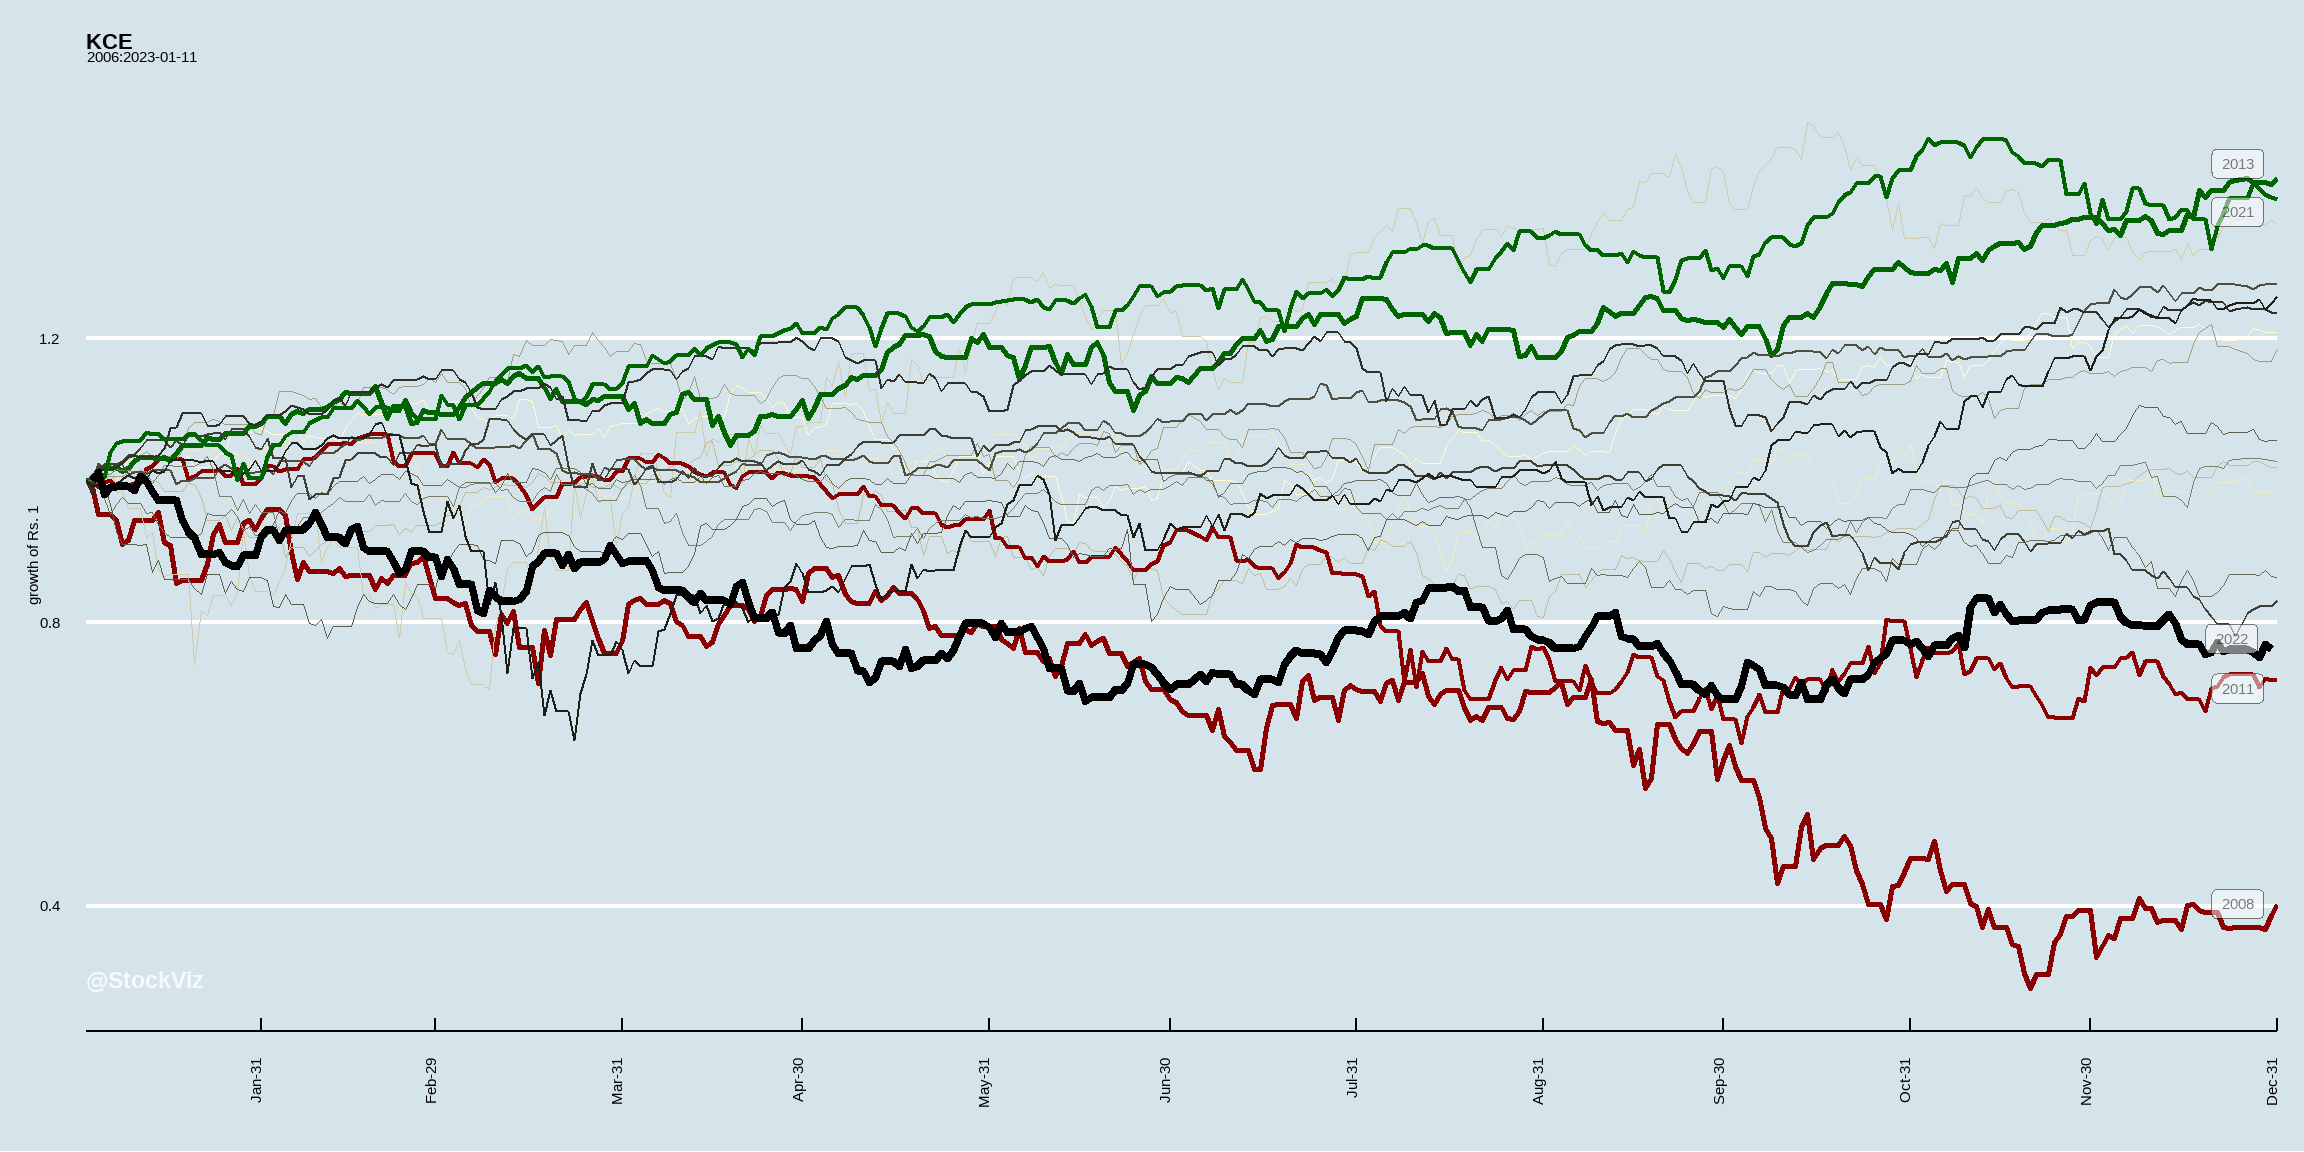 KCE
2006:2023-01-11
growth of Rs. 1
1.2
0.8
0.4
2013
2021
2022
2011
2008
@StockViz
Jan-31
Feb-29
Mar-31
Apr-30
May-31
Jun-30
Jul-31
Aug-31
Sep-30
Oct-31
Nov-30
Dec-31